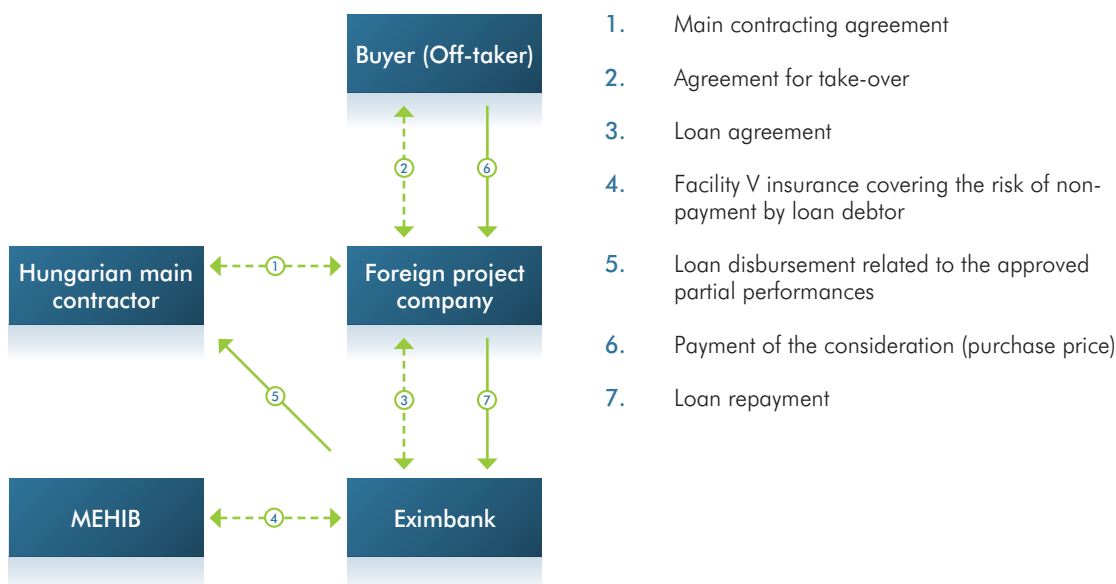 Buyer (Off-taker)
2
6
Hungarian main
contractor
1
Foreign project
company
5
3
7
MEHIB
4
Eximbank
1. Main contracting agreement
2. Agreement for take-over
3. Loan agreement
4. Facility V insurance covering the risk of non-
payment by loan debtor
5. Loan disbursement related to the approved
partial performances
6. Payment of the consideration (purchase price)
7. Loan repayment